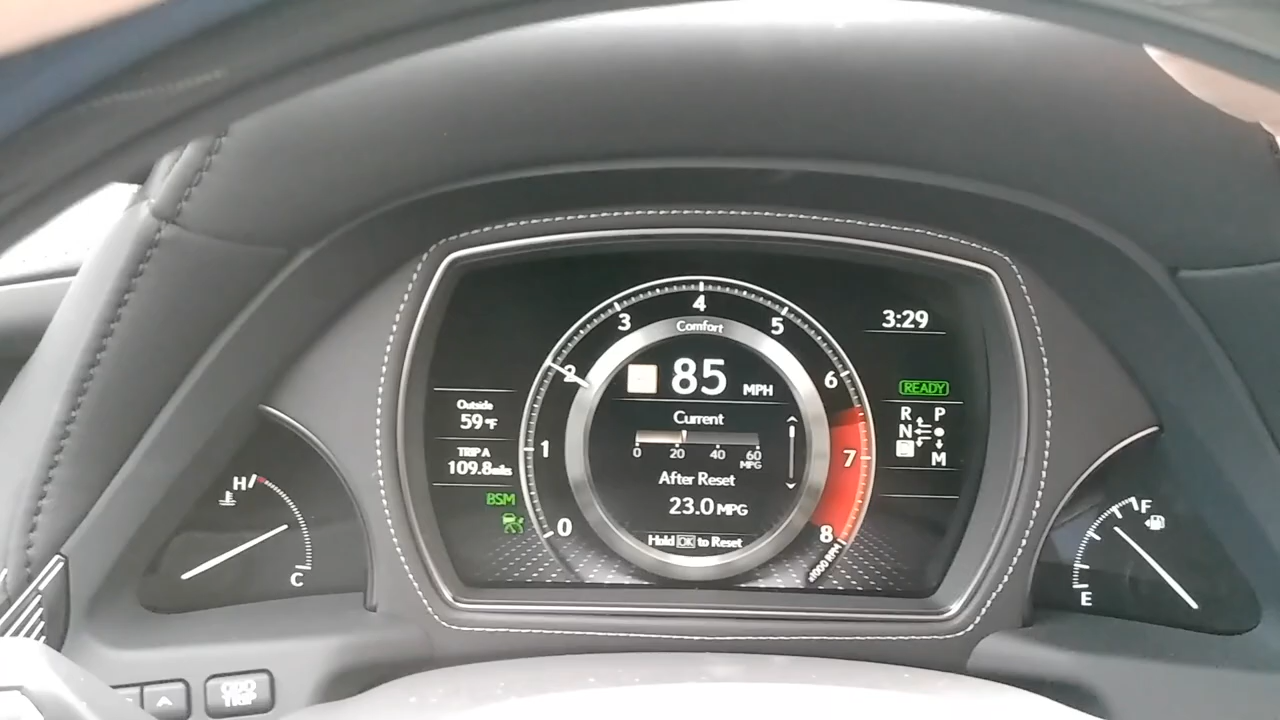 3:29
Comfort
85 MPH
READY
R P
N
M
Outside
59°F
TRIP A
109.8miles
BSM
Current
0 20 40 60
MPG
After Reset
23.0 MPG
Hold OK to Reset
0
1
2
3
4
5
6
7
8
x1000 RPM
H
C
F
E
ODO
TRIP